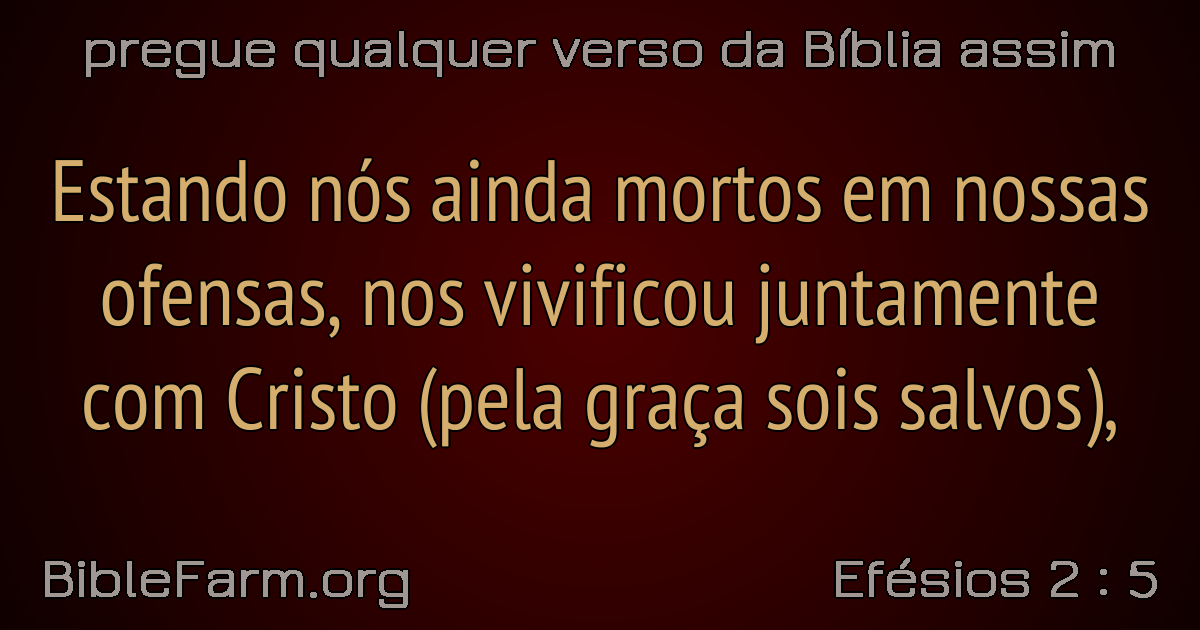 pregue qualquer verso da Bíblia assim
Estando nós ainda mortos em nossas
ofensas, nos vivificou juntamente
com Cristo (pela graça sois salvos),
BibleFarm.org
Efésios 2 : 5